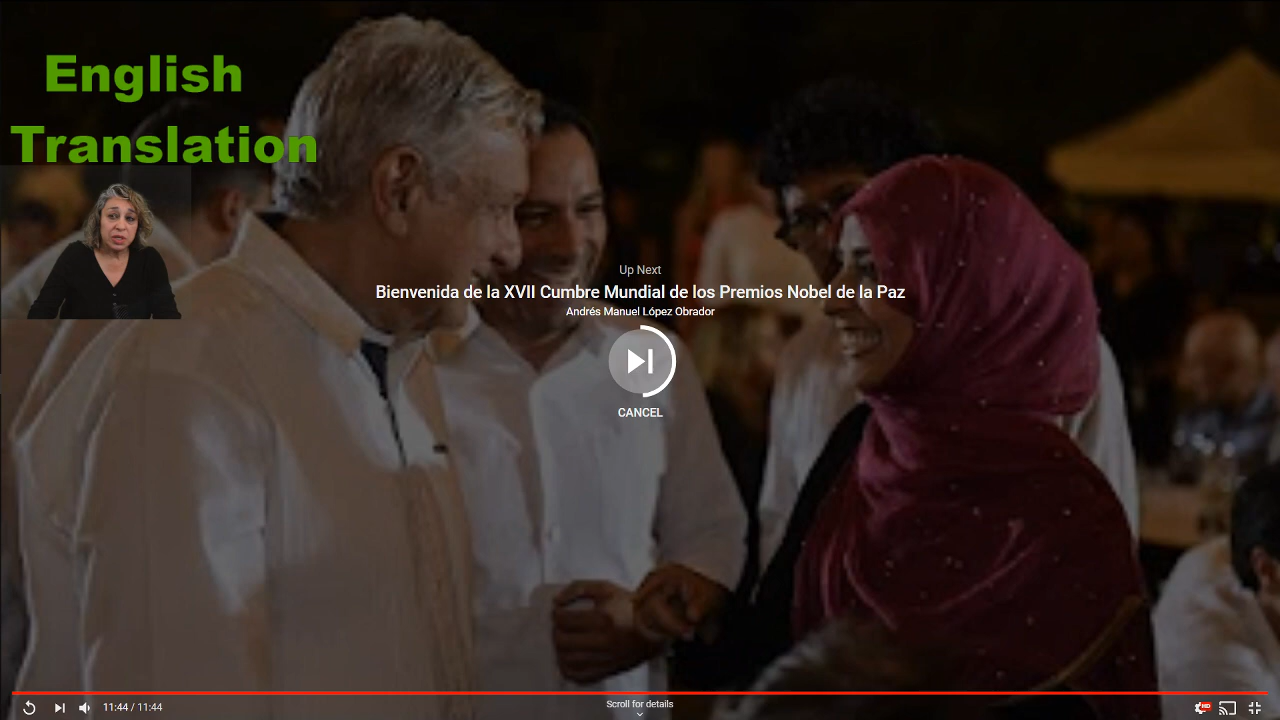 English
Translation
Up Next
Bienvenida de la XVII Cumbre Mundial de los Premios Nobel de la Paz
Andrés Manuel López Obrador
CANCEL
11:44 / 11:44
Scroll for details
HD